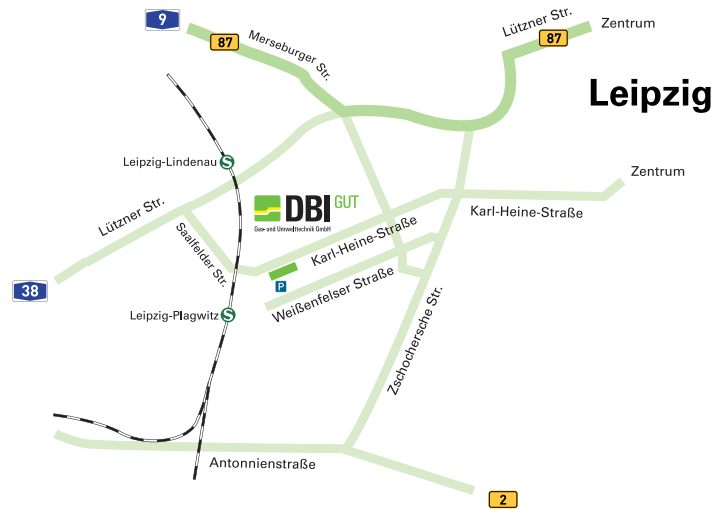 9
87
Merseburger Str.
Lützner Str.
87
Zentrum
Leipzig
Leipzig-Lindenau
S
Zentrum
DBI GUT
Gas- und Umwelttechnik GmbH
Lützner Str.
Karl-Heine-Straße
Saalfelder Str.
Karl-Heine-Straße
38
P
Weißenfelser Straße
Leipzig-Plagwitz
S
Zschochersche Str.
Antonnienstraße
2